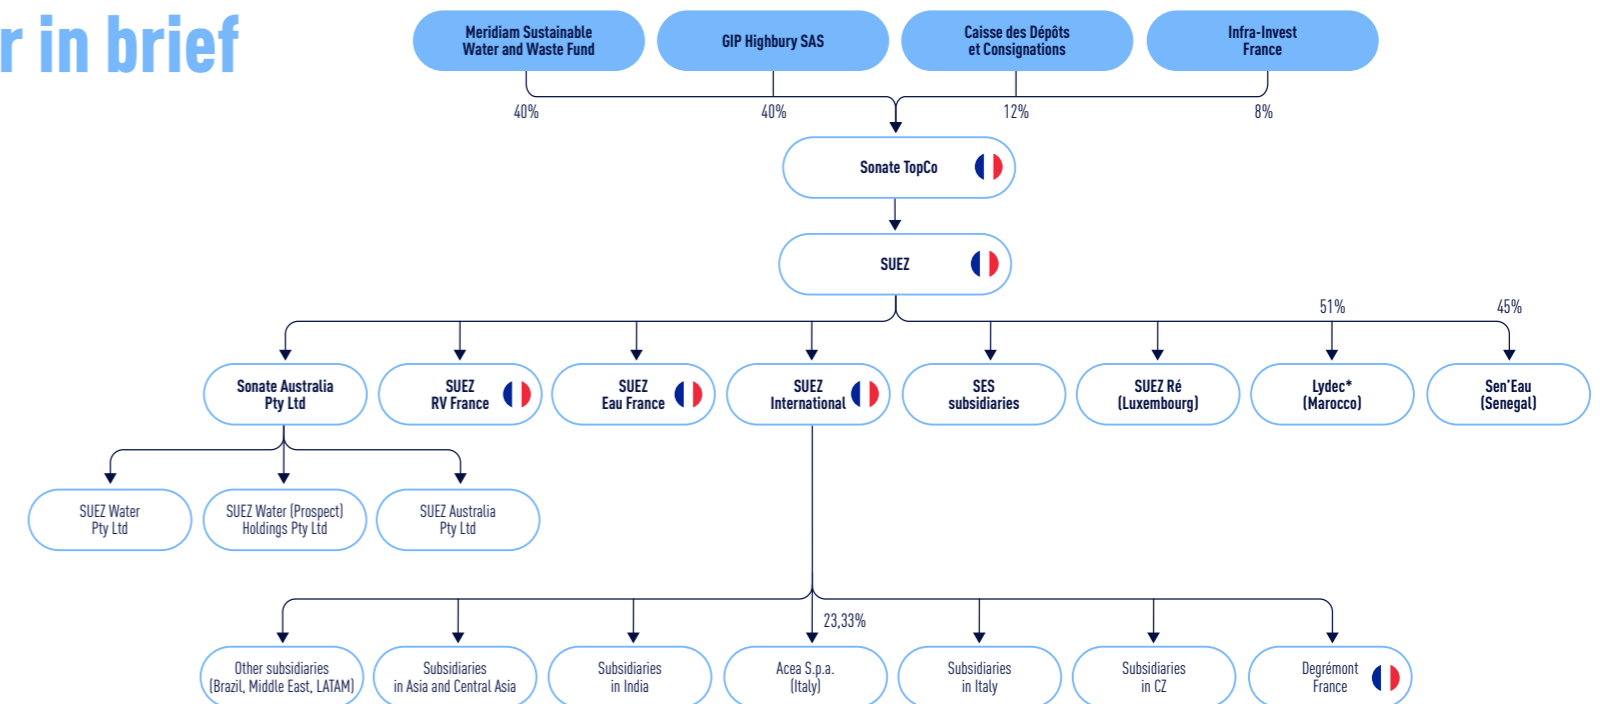 r in brief
Meridiam Sustainable
Water and Waste Fund
GIP Highbury SAS
Caisse des Dépôts
et Consignations
Infra-Invest
France
40%
40%
12%
8%
Sonate TopCo
SUEZ
51%
45%
Sonate Australia
Pty Ltd
SUEZ
RV France
SUEZ
Eau France
SUEZ
International
SES
subsidiaries
SUEZ Ré
(Luxembourg)
Lydec*
(Marocco)
Sen'Eau
(Senegal)
SUEZ Water
Pty Ltd
SUEZ Water (Prospect)
Holdings Pty Ltd
SUEZ Australia
Pty Ltd
23,33%
Other subsidiaries
(Brazil, Middle East, LATAM)
Subsidiaries
in Asia and Central Asia
Subsidiaries
in India
Acea S.p.a.
(Italy)
Subsidiaries
in Italy
Subsidiaries
in CZ
Degrémont
France